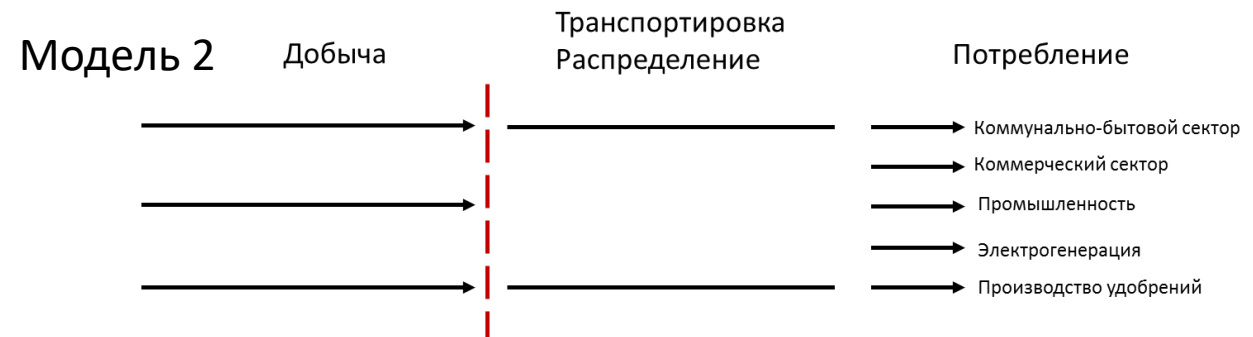 Модель 2
Добыча
Транспортировка
Распределение
Потребление
Коммунально-бытовой сектор
Коммерческий сектор
Промышленность
Электрогенерация
Производство удобрений